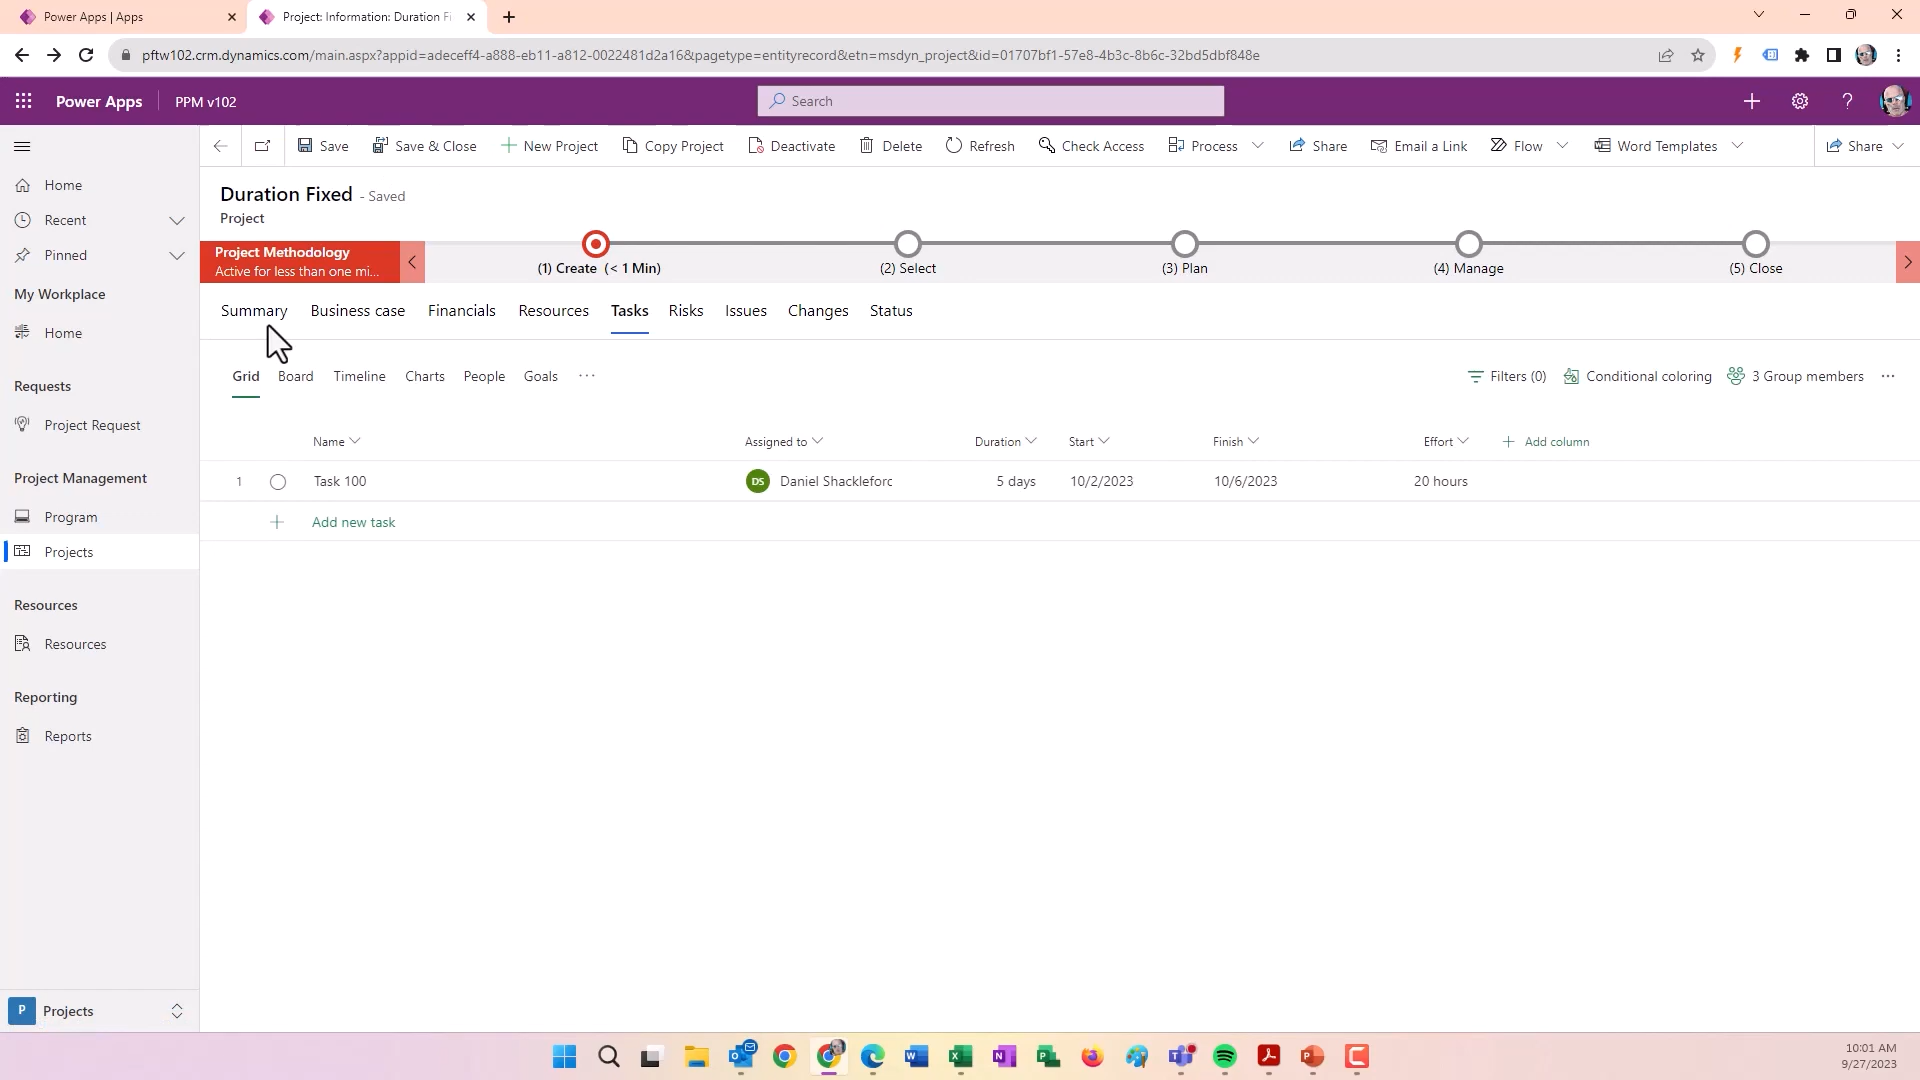 Power Apps | Apps
Project: Information: Duration Fi
pftw102.crm.dynamics.com/main.aspx?appid=adeceff4-a888-eb11-a812-0022481d2a16&pagetype=entityrecord&etn=msdyn_project&id=01707bf1-57e8-4b3c-8b6c-32bd5dbf848e
Power Apps
PPM v102
Search
Save
Save & Close
New Project
Copy Project
Deactivate
Delete
Refresh
Check Access
Process
Share
Email a Link
Flow
Word Templates
Share
Home
Recent
Pinned
My Workplace
Home
Requests
Project Request
Project Management
Program
Projects
Resources
Resources
Reporting
Reports
P Projects
Duration Fixed - Saved
Project
Project Methodology
Active for less than one mi...
(1) Create (< 1 Min)
(2) Select
(3) Plan
(4) Manage
(5) Close
Summary
Business case
Financials
Resources
Tasks
Risks
Issues
Changes
Status
Grid
Board
Timeline
Charts
People
Goals
Filters (0)
Conditional coloring
3 Group members
Name
Assigned to
Duration
Start
Finish
Effort
Add column
1 Task 100 DS Daniel Shackleforc 5 days 10/2/2023 10/6/2023 20 hours
Add new task
10:01 AM
9/27/2023